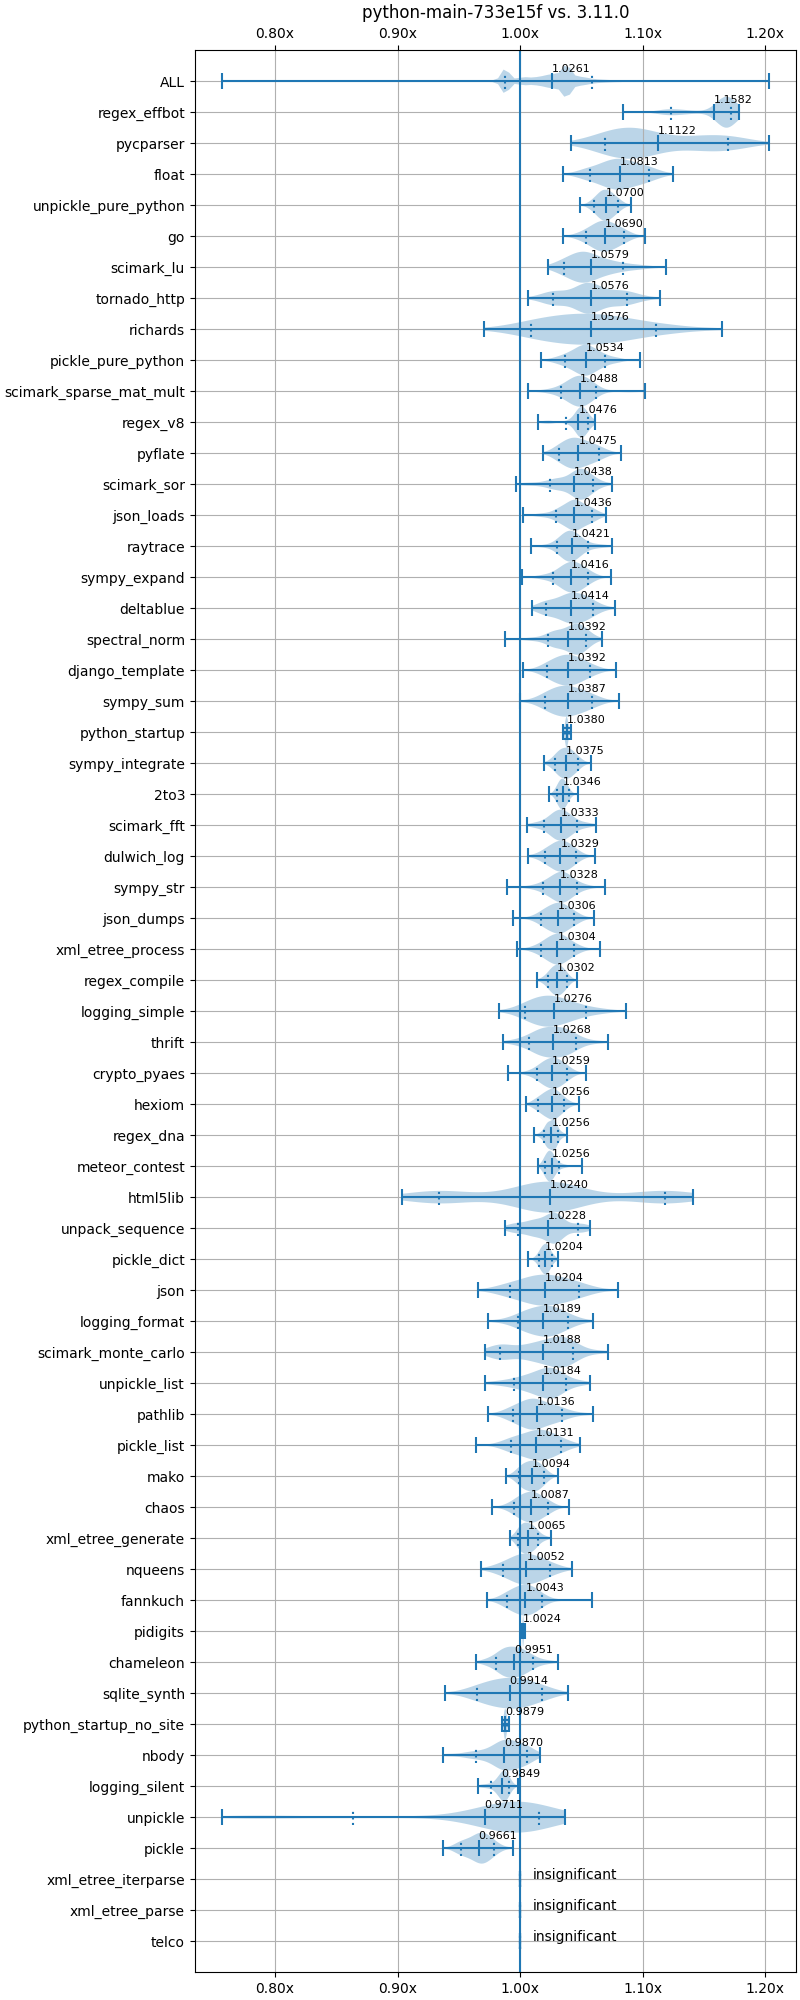 python-main-733e15f vs. 3.11.0
0.80x 0.90x 1.00x 1.10x 1.20x
ALL 1.0261
regex_effbot 1.1582
pycparser 1.1122
float 1.0813
unpickle_pure_python 1.0700
go 1.0690
scimark_lu 1.0579
tornado_http 1.0576
richards 1.0576
pickle_pure_python 1.0534
scimark_sparse_mat_mult 1.0488
regex_v8 1.0476
pyflate 1.0475
scimark_sor 1.0438
json_loads 1.0436
raytrace 1.0421
sympy_expand 1.0416
deltablue 1.0414
spectral_norm 1.0392
django_template 1.0392
sympy_sum 1.0387
python_startup 1.0380
sympy_integrate 1.0375
2to3 1.0346
scimark_fft 1.0333
dulwich_log 1.0329
sympy_str 1.0328
json_dumps 1.0306
xml_etree_process 1.0304
regex_compile 1.0302
logging_simple 1.0276
thrift 1.0268
crypto_pyaes 1.0259
hexiom 1.0256
regex_dna 1.0256
meteor_contest 1.0256
html5lib 1.0240
unpack_sequence 1.0228
pickle_dict 1.0204
json 1.0204
logging_format 1.0189
scimark_monte_carlo 1.0188
unpickle_list 1.0184
pathlib 1.0136
pickle_list 1.0131
mako 1.0094
chaos 1.0087
xml_etree_generate 1.0065
nqueens 1.0052
fannkuch 1.0043
pidigits 1.0024
chameleon 0.9951
sqlite_synth 0.9914
python_startup_no_site 0.9879
nbody 0.9870
logging_silent 0.9849
unpickle 0.9711
pickle 0.9661
xml_etree_iterparse insignificant
xml_etree_parse insignificant
telco insignificant
0.80x 0.90x 1.00x 1.10x 1.20x